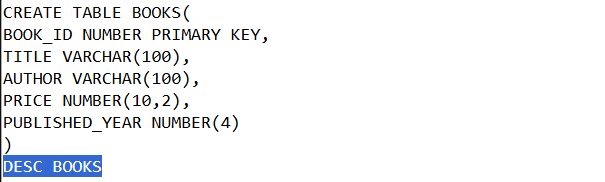 CREATE TABLE BOOKS(
BOOK_ID NUMBER PRIMARY KEY,
TITLE VARCHAR(100),
AUTHOR VARCHAR(100),
PRICE NUMBER(10,2),
PUBLISHED_YEAR NUMBER(4)
)
DESC BOOKS